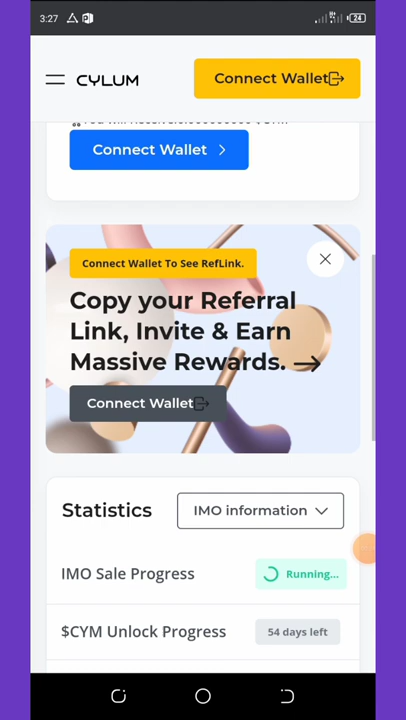 3:27
24
CYLUM
Connect Wallet
Connect Wallet
Connect Wallet To See RefLink.
Copy your Referral
Link, Invite & Earn
Massive Rewards.
Connect Wallet
Statistics
IMO information
IMO Sale Progress
Running...
$CYM Unlock Progress
54 days left